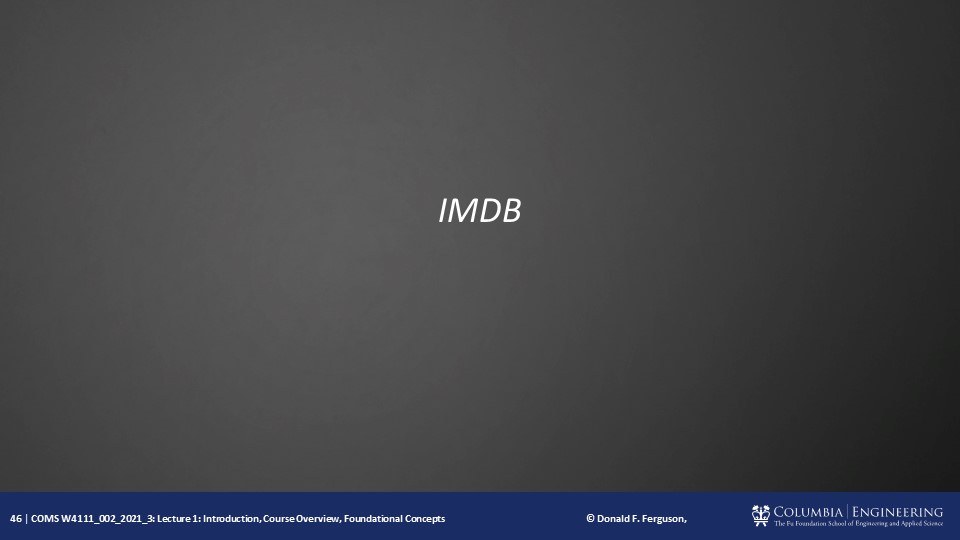 IMDB
46 | COMS W4111_002_2021_3: Lecture 1: Introduction, Course Overview, Foundational Concepts
© Donald F. Ferguson,
COLUMBIA | ENGINEERING
The Fu Foundation School of Engineering and Applied Science